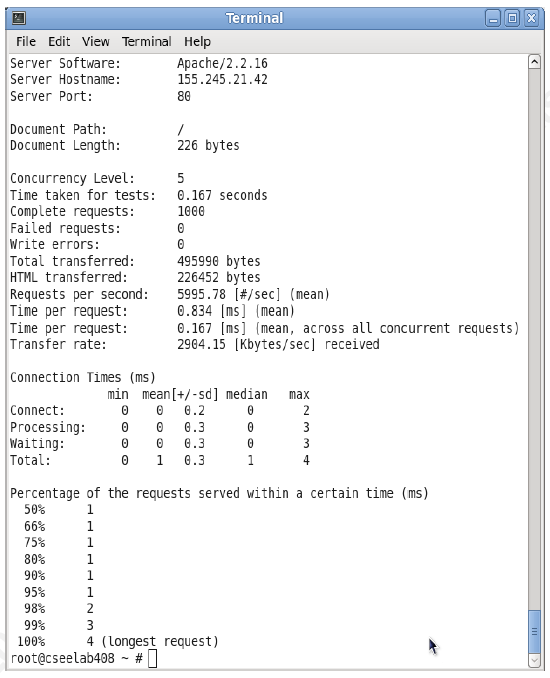 Terminal
File Edit View Terminal Help
Server Software: Apache/2.2.16
Server Hostname: 155.245.21.42
Server Port: 80
Document Path: /
Document Length: 226 bytes
Concurrency Level: 5
Time taken for tests: 0.167 seconds
Complete requests: 1000
Failed requests: 0
Write errors: 0
Total transferred: 495990 bytes
HTML transferred: 226452 bytes
Requests per second: 5995.78 [#/sec] (mean)
Time per request: 0.834 [ms] (mean)
Time per request: 0.167 [ms] (mean, across all concurrent requests)
Transfer rate: 2904.15 [Kbytes/sec] received
Connection Times (ms)
min mean[+/-sd] median max
Connect: 0 0 0.2 0 2
Processing: 0 0 0.3 0 3
Waiting: 0 0 0.3 0 3
Total: 0 1 0.3 1 4
Percentage of the requests served within a certain time (ms)
50% 1
66% 1
75% 1
80% 1
90% 1
95% 1
98% 2
99% 3
100% 4 (longest request)
root@cseelab408 ~ #